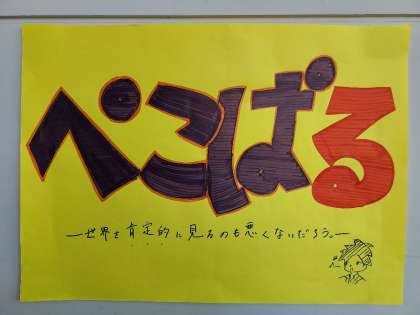 ぺこぱる
―世界を肯定的に見るのも悪くないだろう。―